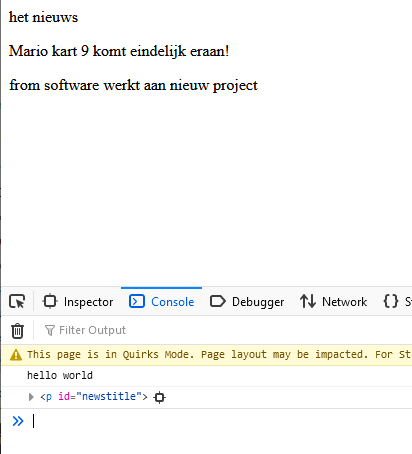 het nieuws
Mario kart 9 komt eindelijk eraan!
from software werkt aan nieuw project
Inspector Console Debugger Network
Filter Output
This page is in Quirks Mode. Page layout may be impacted. For
hello world
<p id="newstitle">